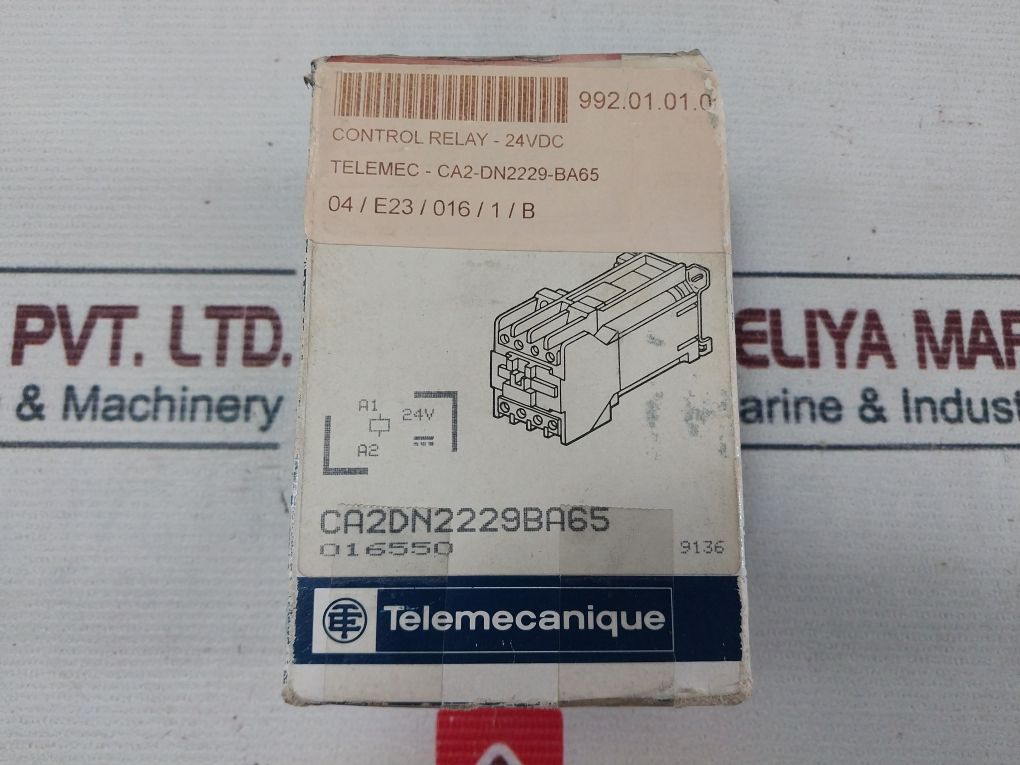 992.01.01.0
CONTROL RELAY - 24VDC
TELEMEC - CA2-DN2229-BA65
04 / E23 / 016 / 1 / B
PVT. LTD.
& Machinery
ELIYA MAR
arine & Indust
A1
24V
A2
CA2DN2229BA65
016550
9136
Telemecanique